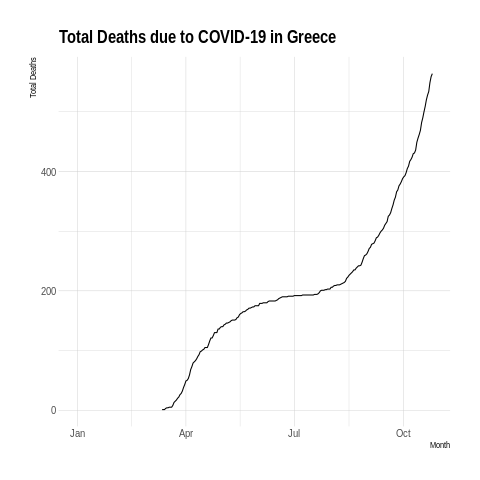 Total Deaths due to COVID-19 in Greece
Total Deaths
400
200
0
Jan Apr Jul Oct
Month